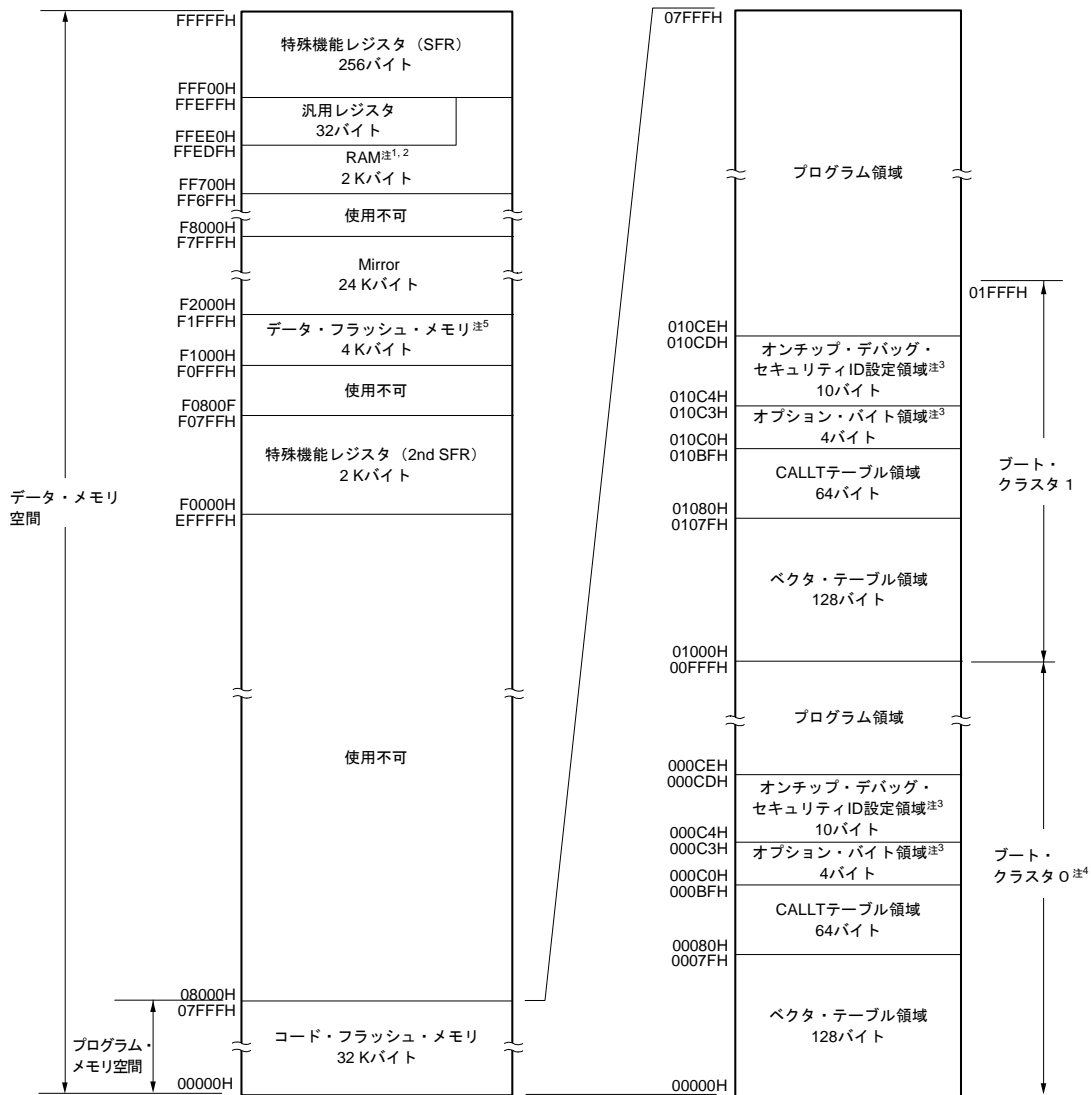 FFFFFH
特殊機能レジスタ（SFR）
256バイト
FFF00H
FFEFFH
汎用レジスタ
32バイト
FFEE0H
FFEDFH
RAM注1, 2
2 Kバイト
FF700H
FF6FFH
使用不可
F8000H
F7FFFH
Mirror
24 Kバイト
F2000H
F1FFFH
データ・フラッシュ・メモリ注5
4 Kバイト
F1000H
F0FFFH
使用不可
F0800F
F07FFH
特殊機能レジスタ（2nd SFR）
2 Kバイト
データ・メモリ
空間
F0000H
EFFFFH
使用不可
08000H
07FFFH
コード・フラッシュ・メモリ
32 Kバイト
プログラム・
メモリ空間
00000H
07FFFH
プログラム領域
01FFFH
010CEH
010CDH
オンチップ・デバッグ・
セキュリティID設定領域注3
10バイト
010C4H
010C3H
オプション・バイト領域注3
4バイト
010C0H
010BFH
CALLTテーブル領域
64バイト
ブート・
クラスタ 1
01080H
0107FH
ベクタ・テーブル領域
128バイト
01000H
00FFFH
プログラム領域
000CEH
000CDH
オンチップ・デバッグ・
セキュリティID設定領域注3
10バイト
000C4H
000C3H
オプション・バイト領域注3
4バイト
ブート・
クラスタ 0 注4
000C0H
000BFH
CALLTテーブル領域
64バイト
00080H
0007FH
ベクタ・テーブル領域
128バイト
00000H